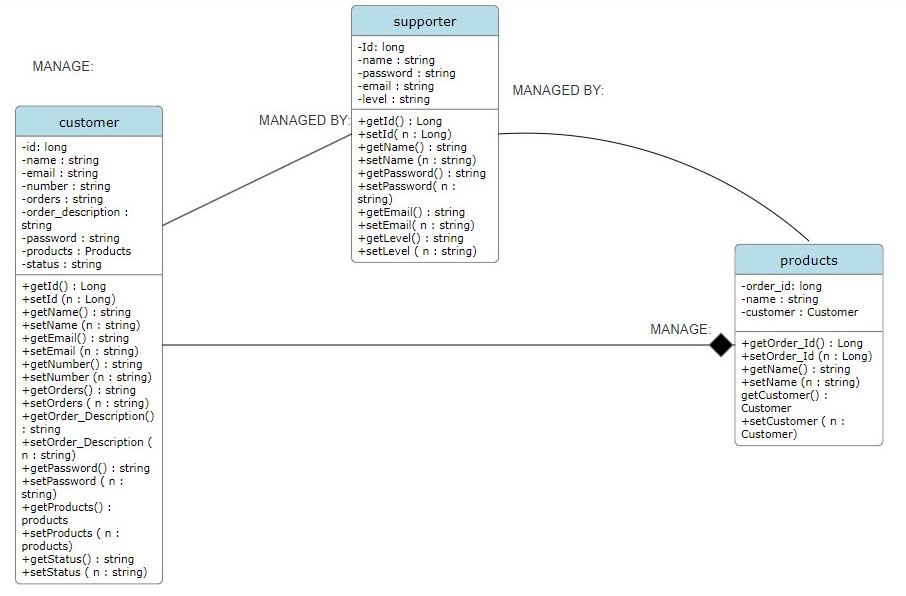 supporter
-Id: long
-name : string
-password : string
-email : string
-level : string
+getId() : Long
+setId( n : Long)
+getName() : string
+setName (n : string)
+getPassword() : string
+setPassword( n :
string)
+getEmail() : string
+setEmail( n : string)
+getLevel() : string
+setLevel ( n : string)
MANAGE:
MANAGED BY:
MANAGED BY:
customer
-id: long
-name : string
-email : string
-number : string
-orders : string
-order_description :
string
-password : string
-products : Products
-status : string
+getId() : Long
+setId (n : Long)
+getName() : string
+setName (n : string)
+getEmail() : string
+setEmail (n : string)
+getNumber() : string
+setNumber (n : string)
+getOrders() : string
+setOrders ( n : string)
+getOrder_Description()
: string
+setOrder_Description (
n : string)
+getPassword() : string
+setPassword ( n :
string)
+getProducts() :
products
+setProducts ( n :
products)
+getStatus() : string
+setStatus ( n : string)
MANAGE:
products
-order_id: long
-name : string
-customer : Customer
+getOrder_Id() : Long
+setOrder_Id (n : Long)
+getName() : string
+setName (n : string)
getCustomer() :
Customer
+setCustomer ( n :
Customer)